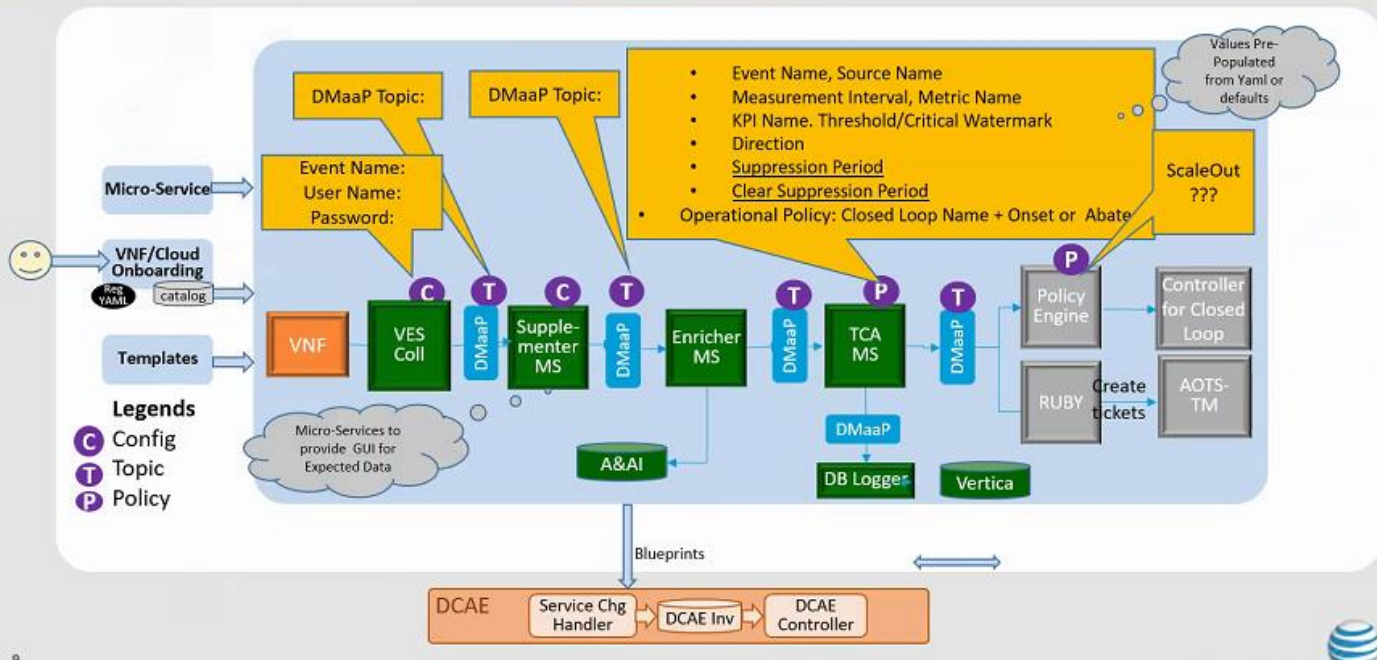 Values Pre-
Populated
from Yaml or
defaults
DMaaP Topic:
DMaaP Topic:
• Event Name, Source Name
• Measurement Interval, Metric Name
• KPI Name. Threshold/Critical Watermark
• Direction
• Suppression Period
• Clear Suppression Period
• Operational Policy: Closed Loop Name + Onset or Abate
Event Name:
User Name:
Password:
ScaleOut
???
Micro-Service
VNF/Cloud
Onboarding
Reg
YAML
catalog
Templates
Legends
C Config
T Topic
P Policy
C
T
C
T
T
P
T
P
VNF
VES
Coll
DMaaP
Supple-
menter
MS
DMaaP
Enricher
MS
DMaaP
TCA
MS
DMaaP
Policy
Engine
Controller
for Closed
Loop
RUBY
Create
tickets
AOTS-
TM
Micro-Services to
provide GUI for
Expected Data
A&AI
DMaaP
DB Logger
Vertica
Blueprints
DCAE
Service Chg
Handler
DCAE Inv
DCAE
Controller
9